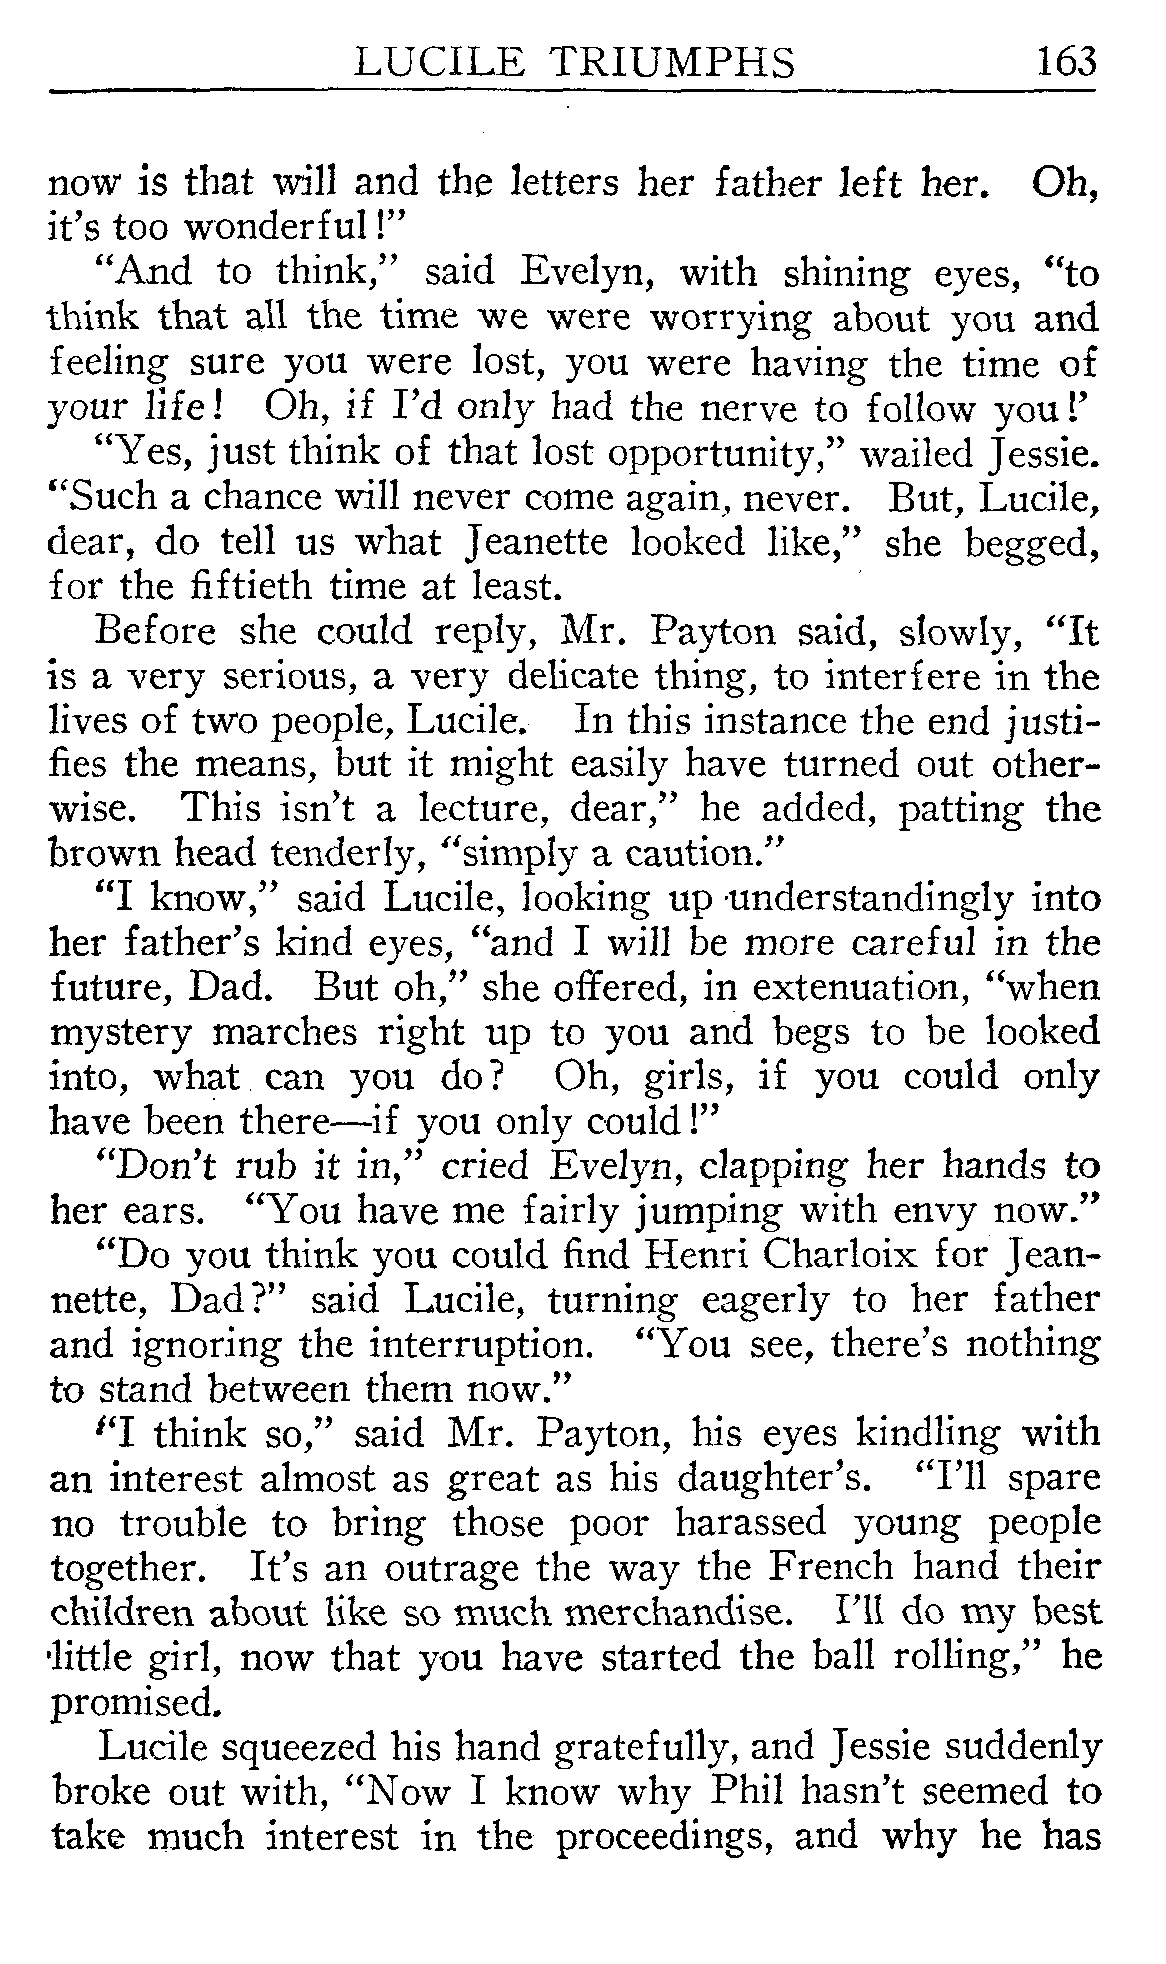 LUCILE TRIUMPHS 163
now is that will and the letters her father left her. Oh,
it's too wonderful!"
"And to think," said Evelyn, with shining eyes, "to
think that all the time we were worrying about you and
feeling sure you were lost, you were having the time of
your life! Oh, if I'd only had the nerve to follow you!'
"Yes, just think of that lost opportunity," wailed Jessie.
"Such a chance will never come again, never. But, Lucile,
dear, do tell us what Jeanette looked like," she begged,
for the fiftieth time at least.
Before she could reply, Mr. Payton said, slowly, "It
is a very serious, a very delicate thing, to interfere in the
lives of two people, Lucile. In this instance the end justi-
fies the means, but it might easily have turned out other-
wise. This isn't a lecture, dear," he added, patting the
brown head tenderly, "simply a caution."
"I know," said Lucile, looking up understandingly into
her father's kind eyes, "and I will be more careful in the
future, Dad. But oh," she offered, in extenuation, "when
mystery marches right up to you and begs to be looked
into, what can you do? Oh, girls, if you could only
have been there—if you only could!"
"Don't rub it in," cried Evelyn, clapping her hands to
her ears. "You have me fairly jumping with envy now."
"Do you think you could find Henri Charloix for Jean-
nette, Dad?" said Lucile, turning eagerly to her father
and ignoring the interruption. "You see, there's nothing
to stand between them now."
"I think so," said Mr. Payton, his eyes kindling with
an interest almost as great as his daughter's. "I'll spare
no trouble to bring those poor harassed young people
together. It's an outrage the way the French hand their
children about like so much merchandise. I'll do my best
little girl, now that you have started the ball rolling," he
promised.
Lucile squeezed his hand gratefully, and Jessie suddenly
broke out with, "Now I know why Phil hasn't seemed to
take much interest in the proceedings, and why he has